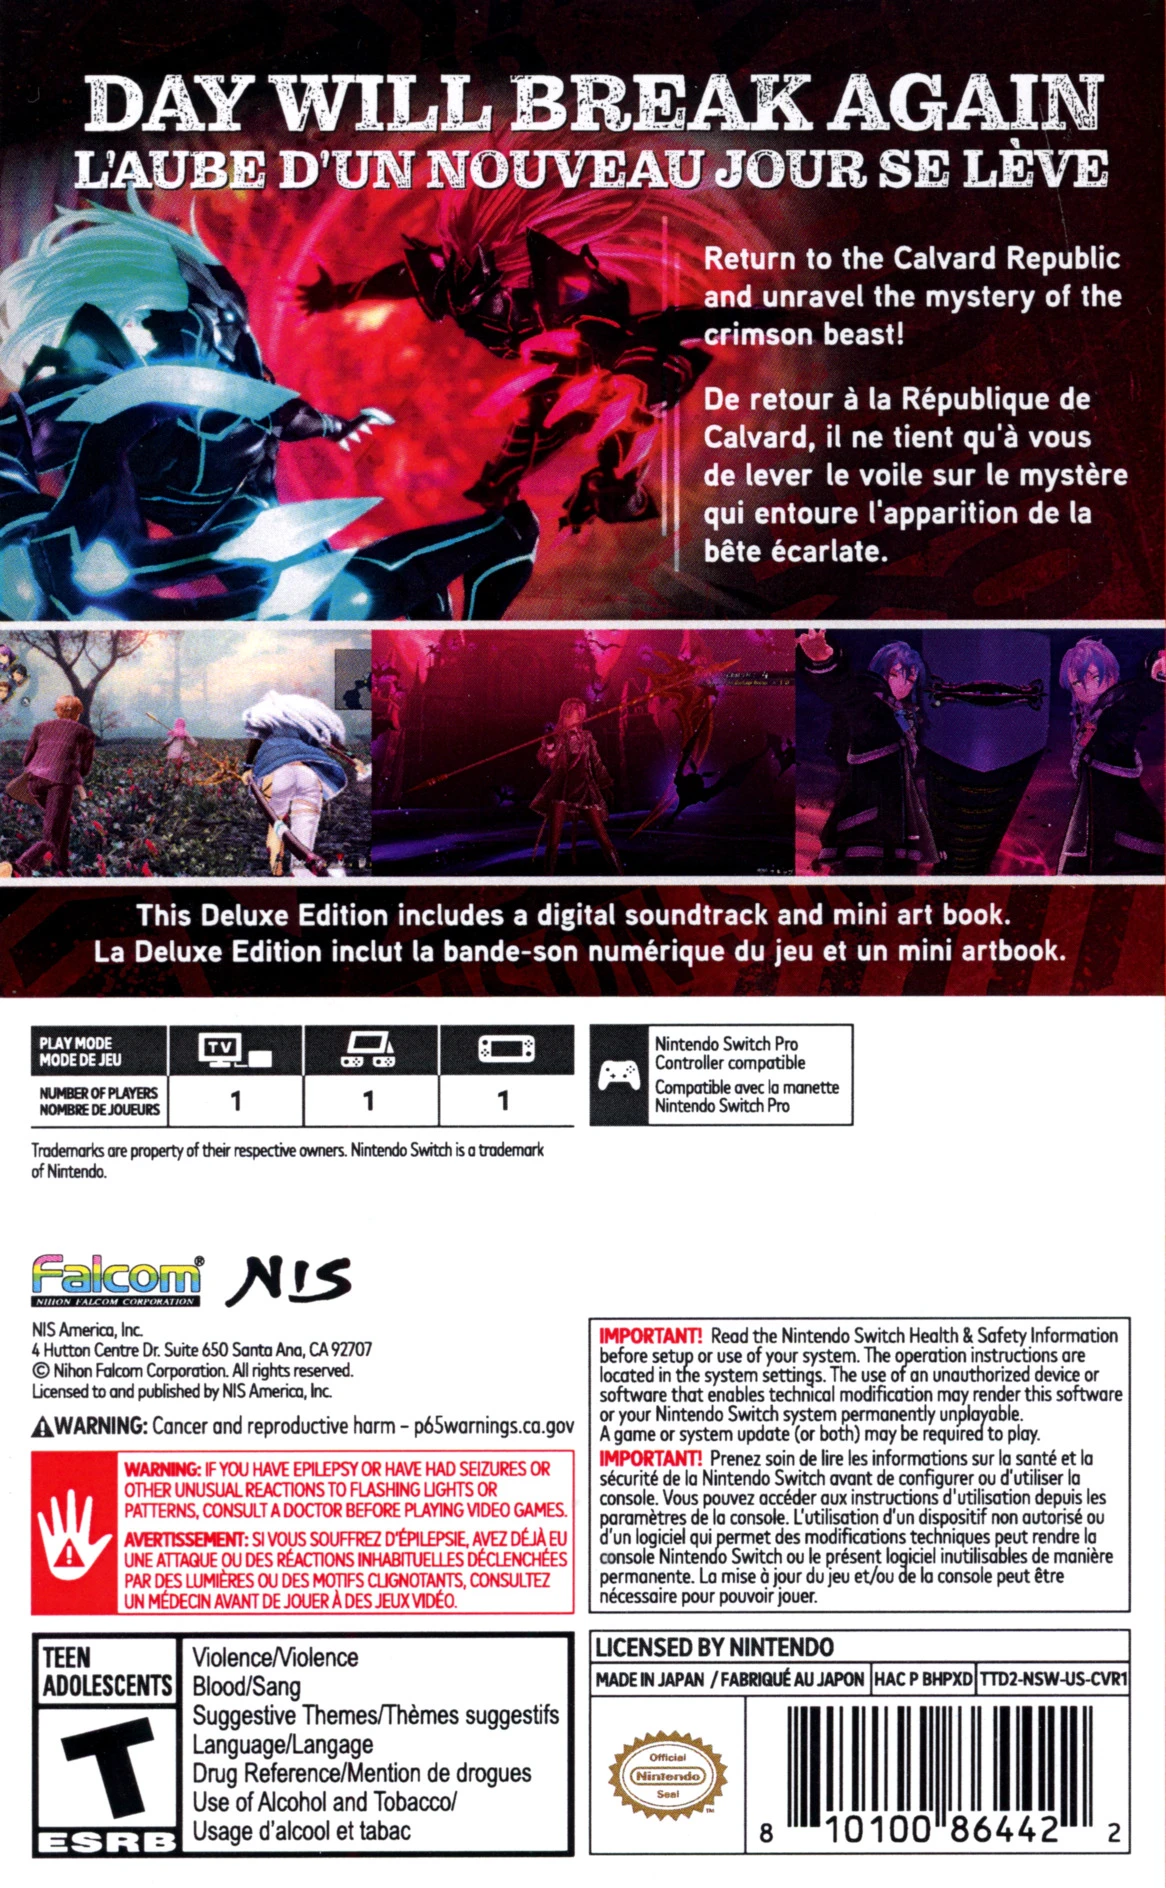 DAY WILL BREAK AGAIN
L'AUBE D'UN NOUVEAU JOUR SE LÈVE
Return to the Calvard Republic
and unravel the mystery of the
crimson beast!
De retour à la République de
Calvard, il ne tient qu'à vous
de lever le voile sur le mystère
qui entoure l'apparition de la
bête écarlate.
This Deluxe Edition includes a digital soundtrack and mini art book.
La Deluxe Edition inclut la bande-son numérique du jeu et un mini artbook.
PLAY MODE
MODE DE JEU
TV
NUMBER OF PLAYERS
NOMBRE DE JOUEURS
1 1 1
Nintendo Switch Pro
Controller compatible
Compatible avec la manette
Nintendo Switch Pro
Trademarks are property of their respective owners. Nintendo Switch is a trademark
of Nintendo.
Falcom®
NIHON FALCOM CORPORATION
NIS
NIS America, Inc.
4 Hutton Centre Dr. Suite 650 Santa Ana, CA 92707
© Nihon Falcom Corporation. All rights reserved.
Licensed to and published by NIS America, Inc.
⚠WARNING: Cancer and reproductive harm – p65warnings.ca.gov
WARNING: IF YOU HAVE EPILEPSY OR HAVE HAD SEIZURES OR
OTHER UNUSUAL REACTIONS TO FLASHING LIGHTS OR
PATTERNS, CONSULT A DOCTOR BEFORE PLAYING VIDEO GAMES.
AVERTISSEMENT: SI VOUS SOUFFREZ D'ÉPILEPSIE, AVEZ DÉJÀ EU
UNE ATTAQUE OU DES RÉACTIONS INHABITUELLES DÉCLENCHÉES
PAR DES LUMIÈRES OU DES MOTIFS CLIGNOTANTS, CONSULTEZ
UN MÉDECIN AVANT DE JOUER À DES JEUX VIDÉO.
IMPORTANT! Read the Nintendo Switch Health & Safety Information
before setup or use of your system. The operation instructions are
located in the system settings. The use of an unauthorized device or
software that enables technical modification may render this software
or your Nintendo Switch system permanently unplayable.
A game or system update (or both) may be required to play.
IMPORTANT! Prenez soin de lire les informations sur la santé et la
sécurité de la Nintendo Switch avant de configurer ou d'utiliser la
console. Vous pouvez accéder aux instructions d'utilisation depuis les
paramètres de la console. L'utilisation d'un dispositif non autorisé ou
d'un logiciel qui permet des modifications techniques peut rendre la
console Nintendo Switch ou le présent logiciel inutilisables de manière
permanente. La mise à jour du jeu et/ou de la console peut être
nécessaire pour pouvoir jouer.
TEEN
ADOLESCENTS
T
ESRB
Violence/Violence
Blood/Sang
Suggestive Themes/Thèmes suggestifs
Language/Langage
Drug Reference/Mention de drogues
Use of Alcohol and Tobacco/
Usage d'alcool et tabac
LICENSED BY NINTENDO
MADE IN JAPAN / FABRIQUÉ AU JAPON HAC P BHPXD TTD2-NSW-US-CVR1
Official
Nintendo
Seal
™
8 10100 86442 2